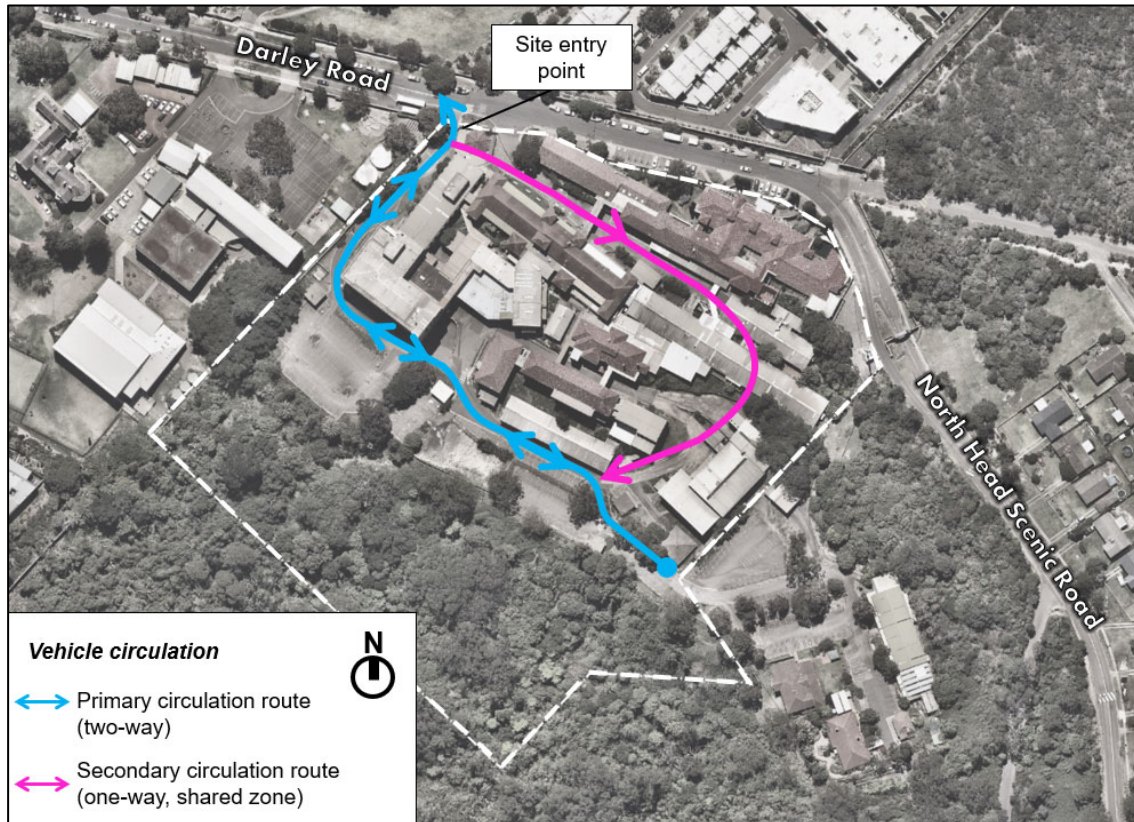 Darley Road
Site entry
point
North Head Scenic Road
Vehicle circulation
N
Primary circulation route
(two-way)
Secondary circulation route
(one-way, shared zone)